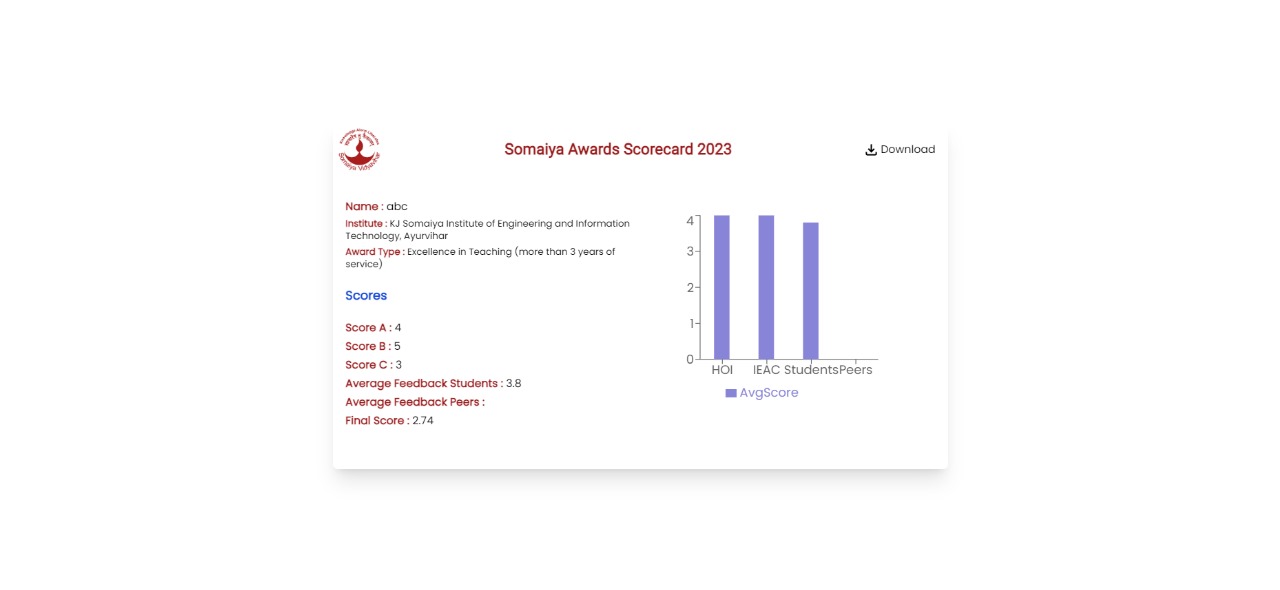 Somaiya Vidyavihar
Somaiya Awards Scorecard 2023
Download
Name : abc
Institute : KJ Somaiya Institute of Engineering and Information
Technology, Ayurvihar
Award Type : Excellence in Teaching (more than 3 years of
service)
Scores
Score A : 4
Score B : 5
Score C : 3
Average Feedback Students : 3.8
Average Feedback Peers :
Final Score : 2.74
4
3
2
1
0
HOI IEAC Students Peers
AvgScore